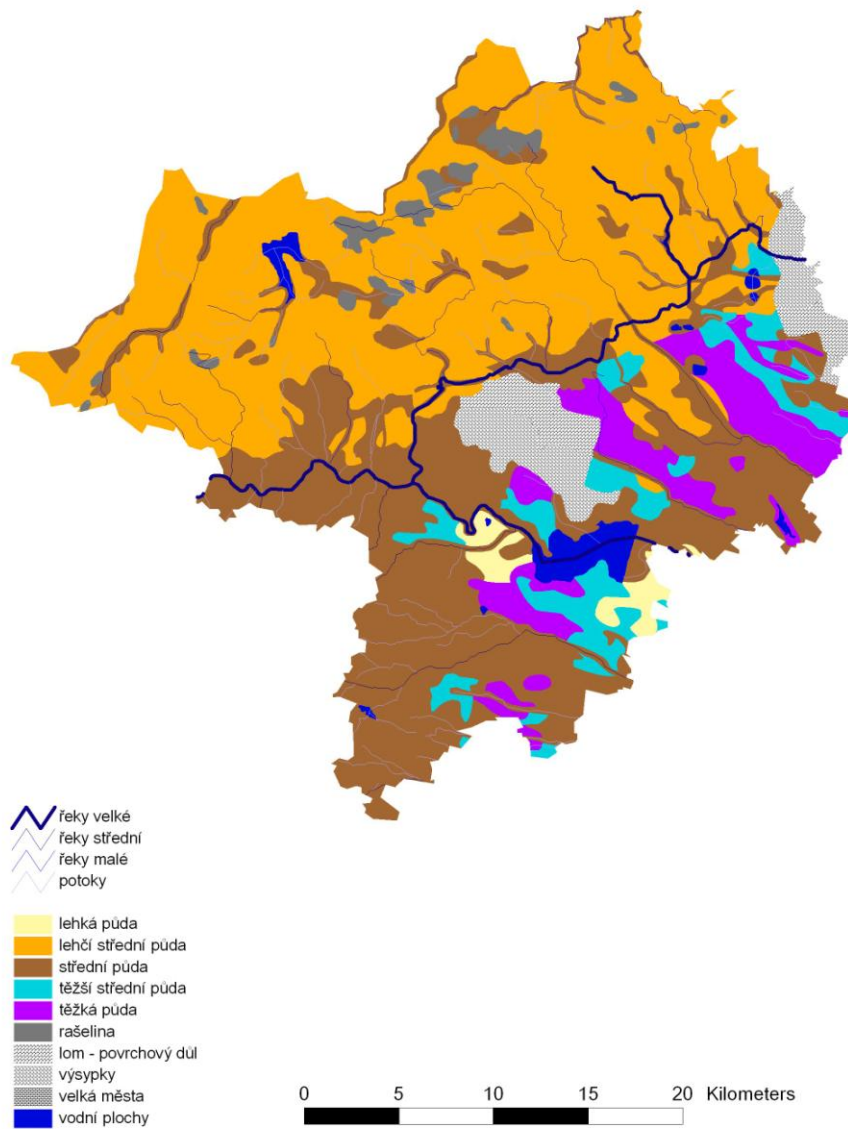 řeky velké
řeky střední
řeky malé
potoky
lehká půda
lehčí střední půda
střední půda
těžší střední půda
těžká půda
rašelina
lom - povrchový důl
výsypky
velká města
vodní plochy
0 5 10 15 20 Kilometers